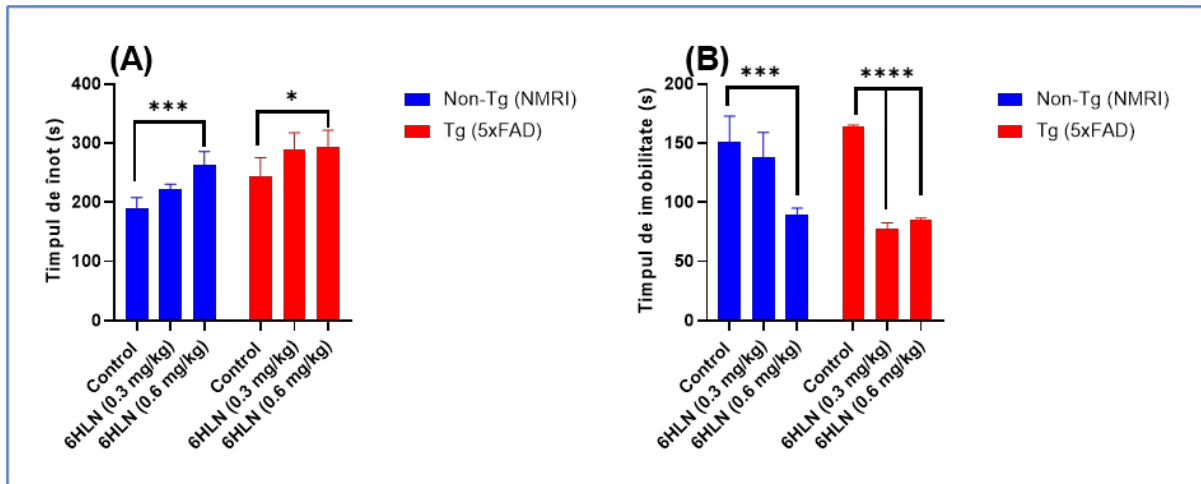 (A)
Timpul de înot (s)
400
300
200
100
0
***
*
Non-Tg (NMRI)
Tg (5xFAD)
Control
6HLN (0.3 mg/kg)
6HLN (0.6 mg/kg)
Control
6HLN (0.3 mg/kg)
6HLN (0.6 mg/kg)
(B)
Timpul de imobilitate (s)
200
150
100
50
0
***
****
Non-Tg (NMRI)
Tg (5xFAD)
Control
6HLN (0.3 mg/kg)
6HLN (0.6 mg/kg)
Control
6HLN (0.3 mg/kg)
6HLN (0.6 mg/kg)